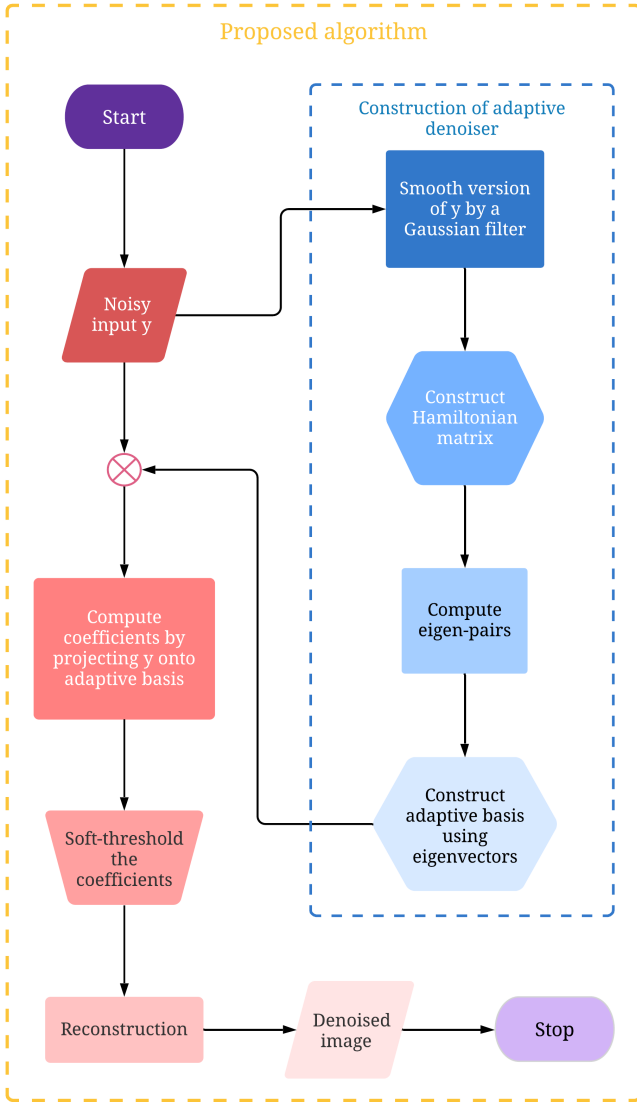 Proposed algorithm
Start
Construction of adaptive
denoiser
Smooth version
of y by a
Gaussian filter
Noisy
input y
Construct
Hamiltonian
matrix
Compute
eigen-pairs
Compute
coefficients by
projecting y onto
adaptive basis
Construct
adaptive basis
using
eigenvectors
Soft-threshold
the
coefficients
Reconstruction
Denoised
image
Stop